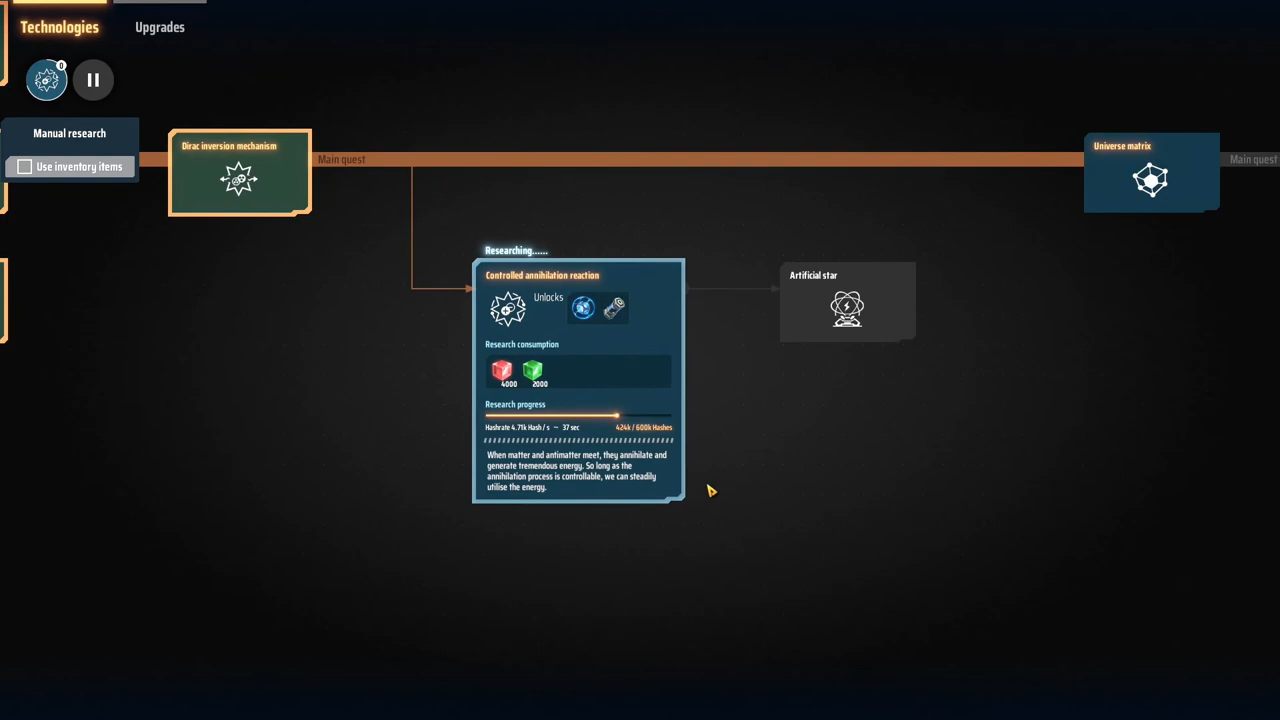 Technologies
Upgrades
0
Manual research
Use inventory items
Dirac inversion mechanism
Main quest
Universe matrix
Main quest
Researching......
Controlled annihilation reaction
Unlocks
Artificial star
Research consumption
4000
2000
Research progress
Hashrate 4.71k Hash / s ~ 37 sec
424k / 600k Hashes
When matter and antimatter meet, they annihilate and
generate tremendous energy. So long as the
annihilation process is controllable, we can steadily
utilise the energy.